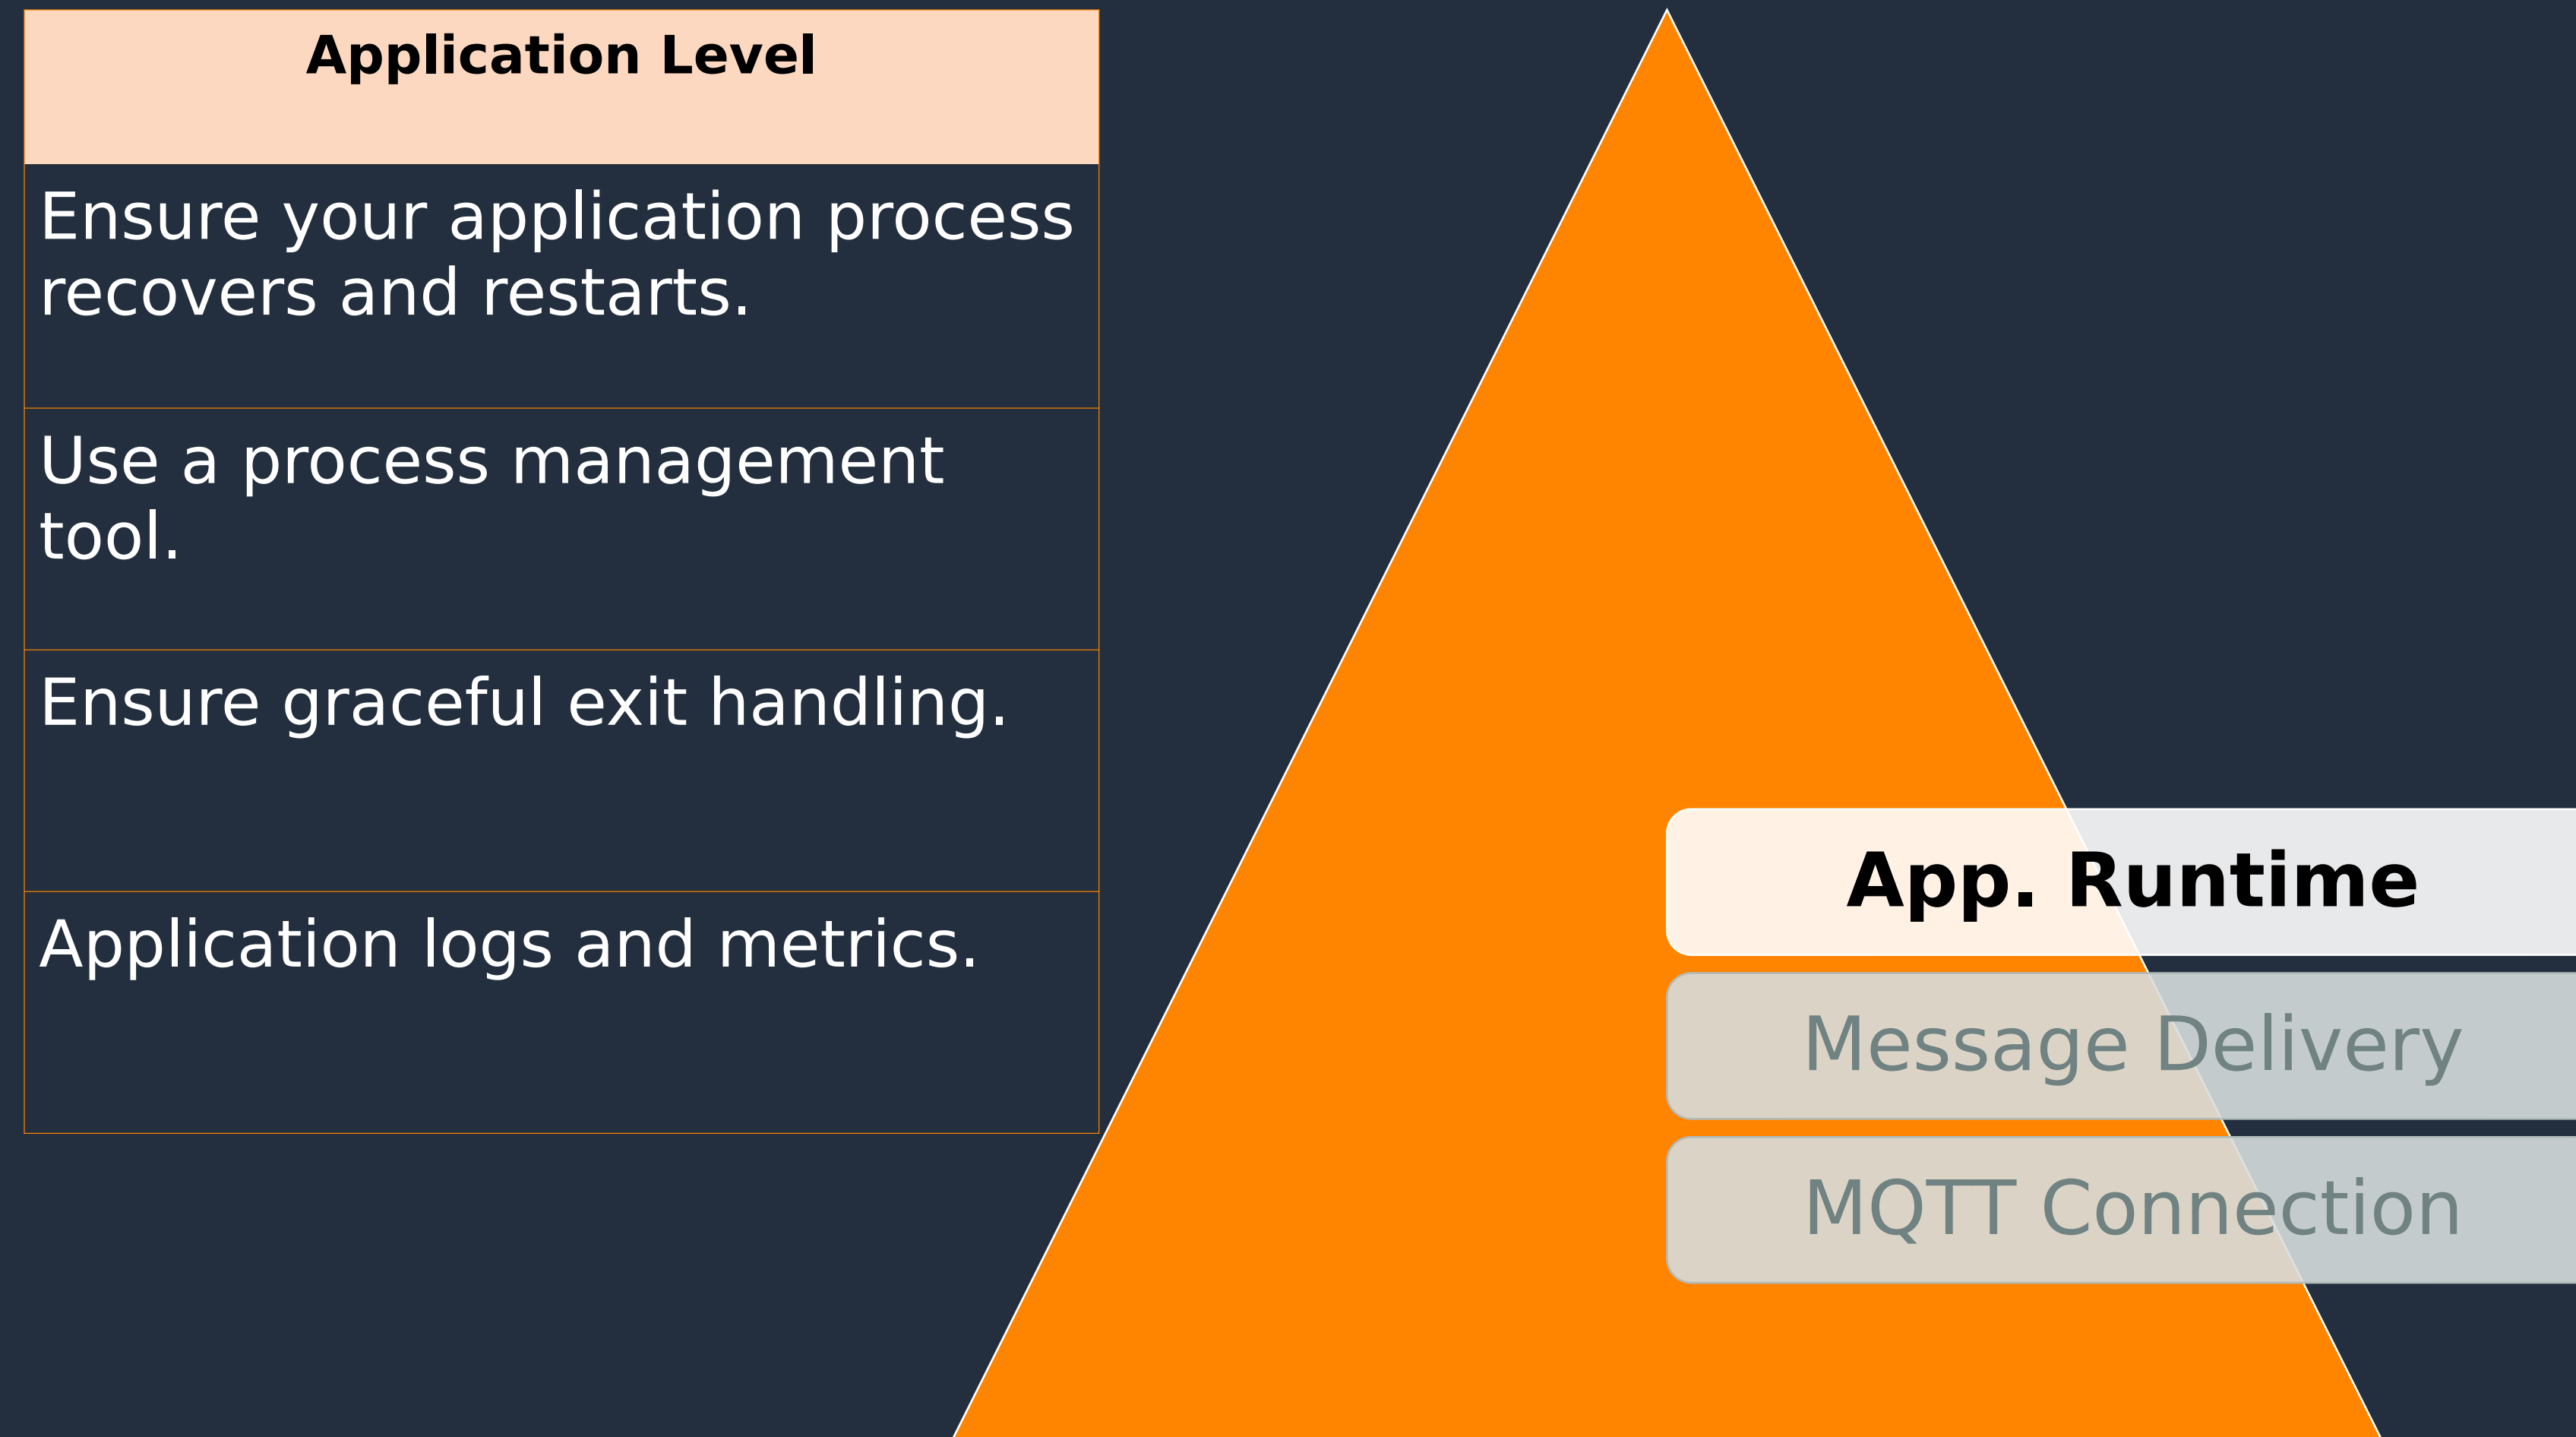 Application Level
Ensure your application process
recovers and restarts.
Use a process management
tool.
Ensure graceful exit handling.
Application logs and metrics.
App. Runtime
Message Delivery
MQTT Connection